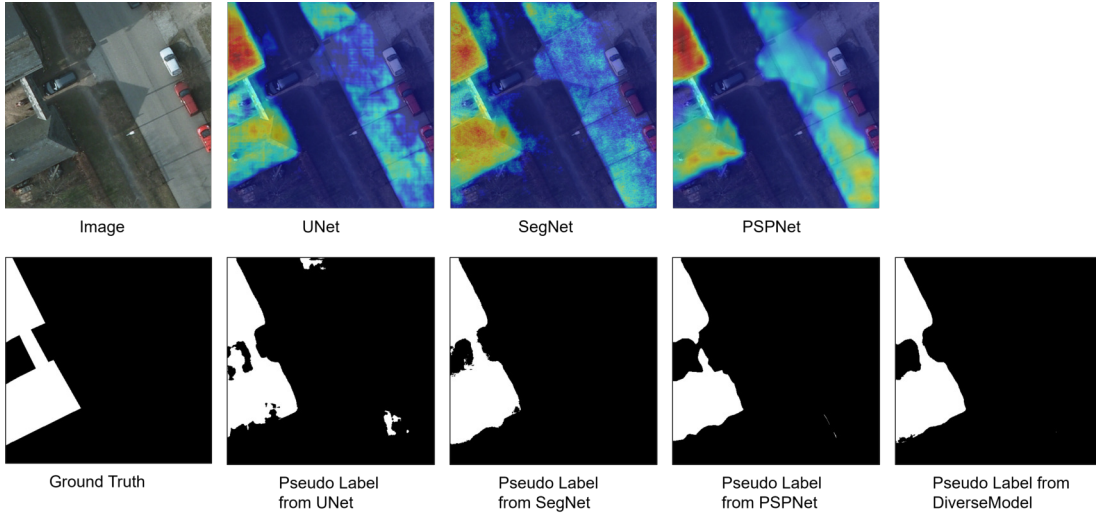 Image
UNet
SegNet
PSPNet
Ground Truth
Pseudo Label
from UNet
Pseudo Label
from SegNet
Pseudo Label
from PSPNet
Pseudo Label from
DiverseModel